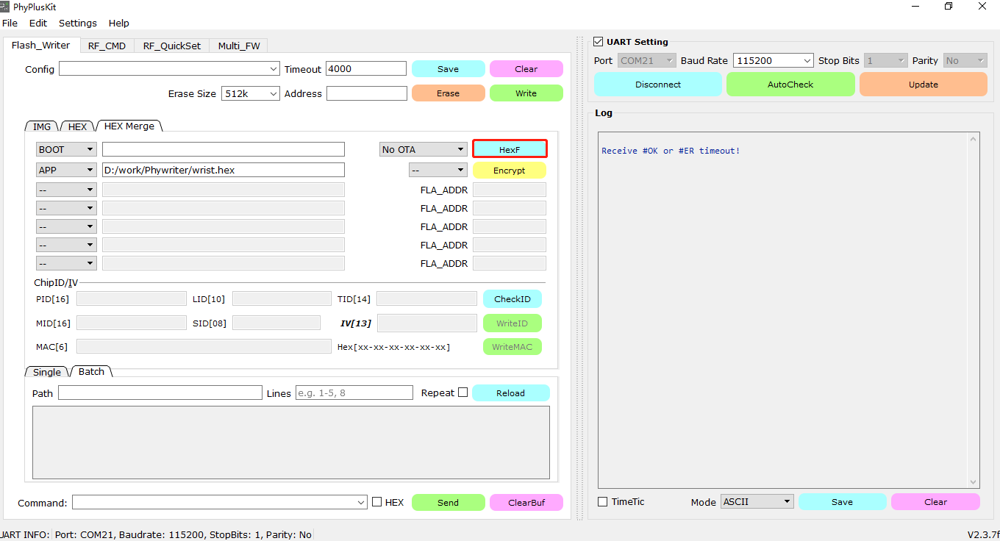 PhyPlusKit
File Edit Settings Help
Flash_Writer RF_CMD RF_QuickSet Multi_FW
Config Timeout 4000 Save Clear
Erase Size 512k Address Erase Write
IMG HEX HEX Merge
BOOT No OTA HexF
APP D:/work/Phywriter/wrist.hex -- Encrypt
-- FLA_ADDR
-- FLA_ADDR
-- FLA_ADDR
-- FLA_ADDR
-- FLA_ADDR
ChipID/IV
PID[16] LID[10] TID[14] CheckID
MID[16] SID[08] IV[13] WriteID
MAC[6] Hex[xx-xx-xx-xx-xx-xx] WriteMAC
Single Batch
Path Lines e.g. 1-5, 8 Repeat Reload
Command: HEX Send ClearBuf
UART Setting
Port COM21 Baud Rate 115200 Stop Bits 1 Parity No
Disconnect AutoCheck Update
Log
Receive #OK or #ER timeout!
TimeTic Mode ASCII Save Clear
UART INFO: Port: COM21, Baudrate: 115200, StopBits: 1, Parity: No
V2.3.7f